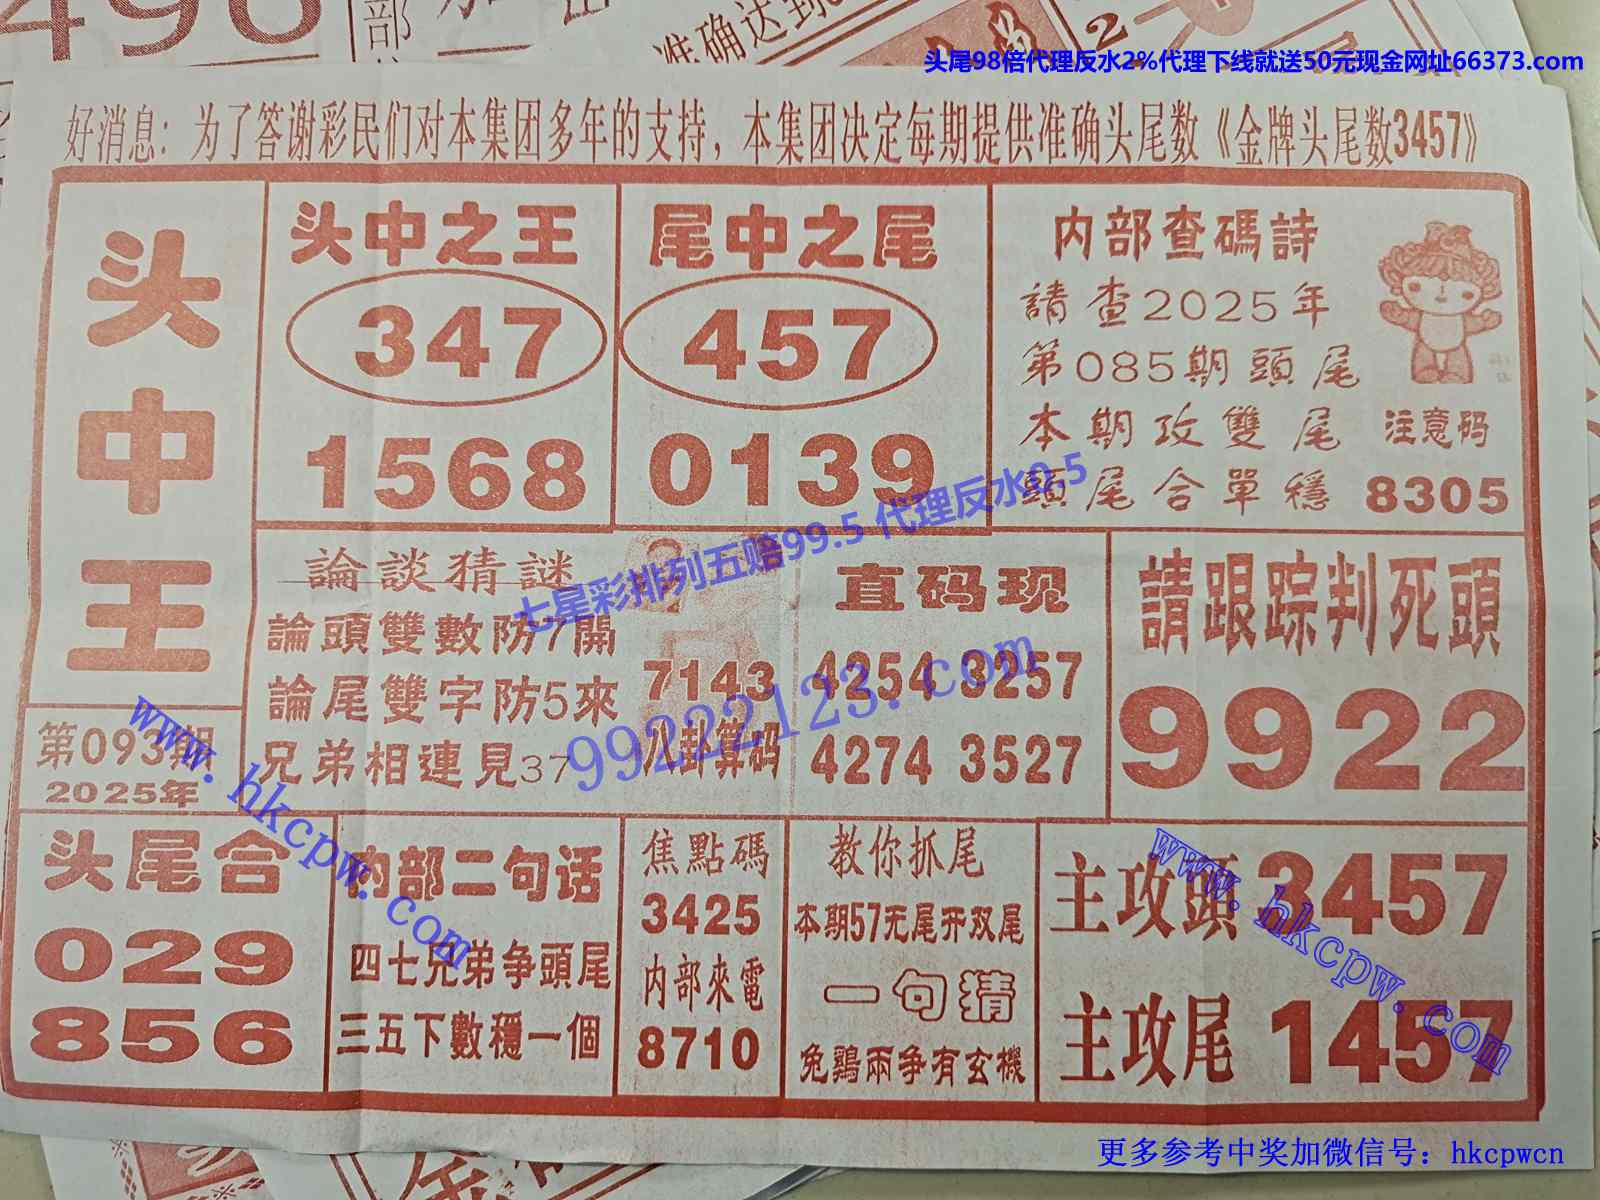 头尾98倍代理反水2%代理下线就送50元现金网址66373.com
准确达到
好消息：为了答谢彩民们对本集团多年的支持，本集团决定每期提供准确头尾数《金牌头尾数3457》
头中王
第093期
2025年
头中之王
347
1568
尾中之尾
457
0139
内部查碼詩
請查2025年
第085期頭尾
本期攻雙尾
頭尾合單穩
注意码
8305
論談猜謎
論頭雙數防7開
論尾雙字防5來
兄弟相連見37
7143
八卦算码
直码现
4254 3257
4274 3527
請跟踪判死頭
9922
头尾合
029
856
内部二句话
四七兄弟争頭尾
三五下數穩一個
焦點碼
3425
内部來電
8710
教你抓尾
本期57无尾开双尾
一句猜
兔鷄兩争有玄機
主攻頭 3457
主攻尾 1457
七星彩排列五赔99.5 代理反水0.5
99222123.com
www.hkcpw.com
www.hkcpw.com
更多参考中奖加微信号：hkcpwcn